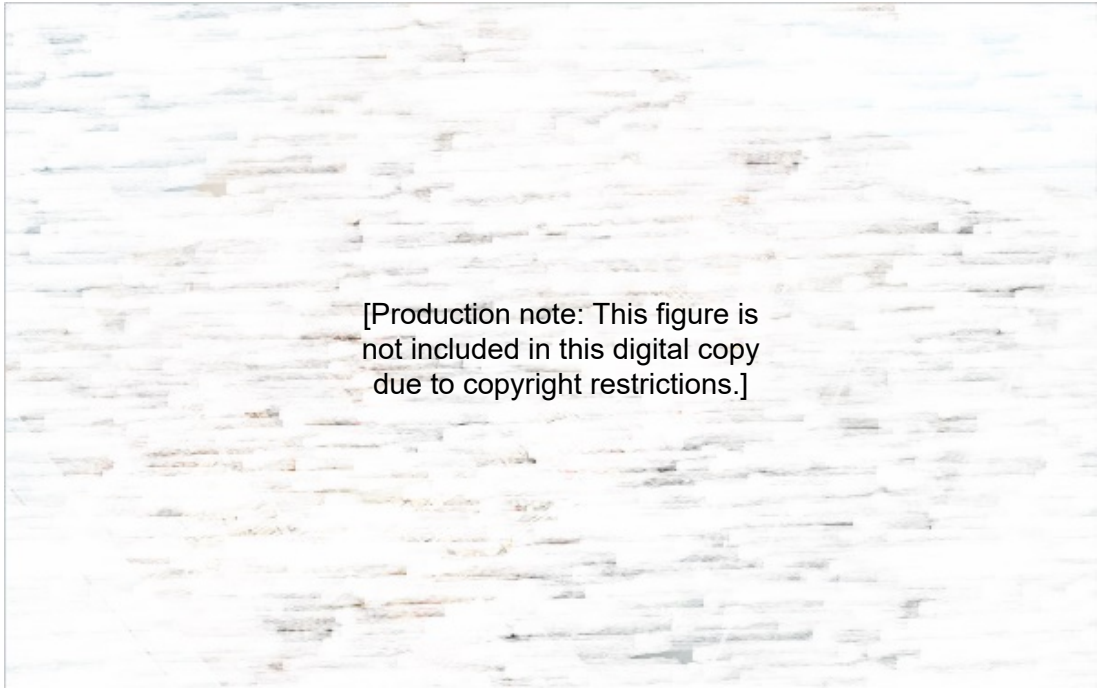 [Production note: This figure is
not included in this digital copy
due to copyright restrictions.]